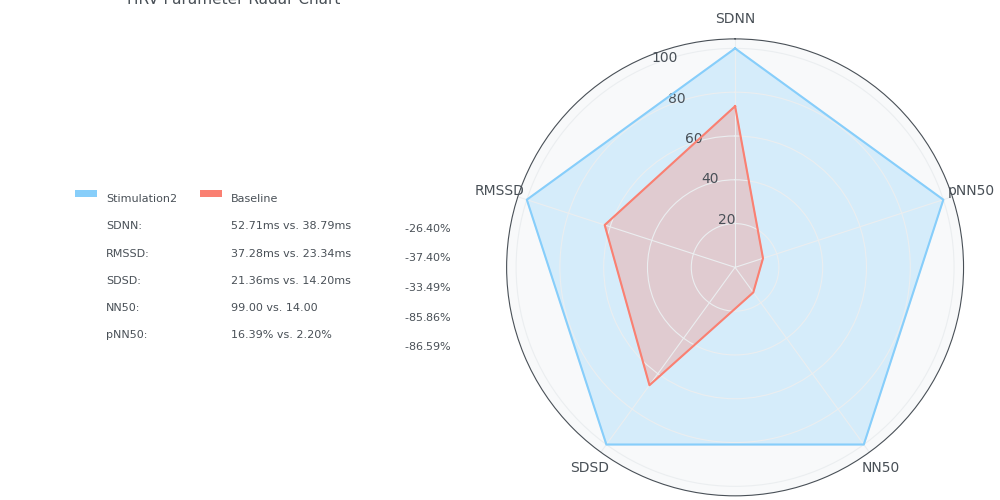 HRV Parameter Radar Chart
Stimulation2 Baseline
SDNN: 52.71ms vs. 38.79ms -26.40%
RMSSD: 37.28ms vs. 23.34ms -37.40%
SDSD: 21.36ms vs. 14.20ms -33.49%
NN50: 99.00 vs. 14.00 -85.86%
pNN50: 16.39% vs. 2.20% -86.59%
SDNN
100
80
60
40
20
RMSSD
pNN50
SDSD
NN50